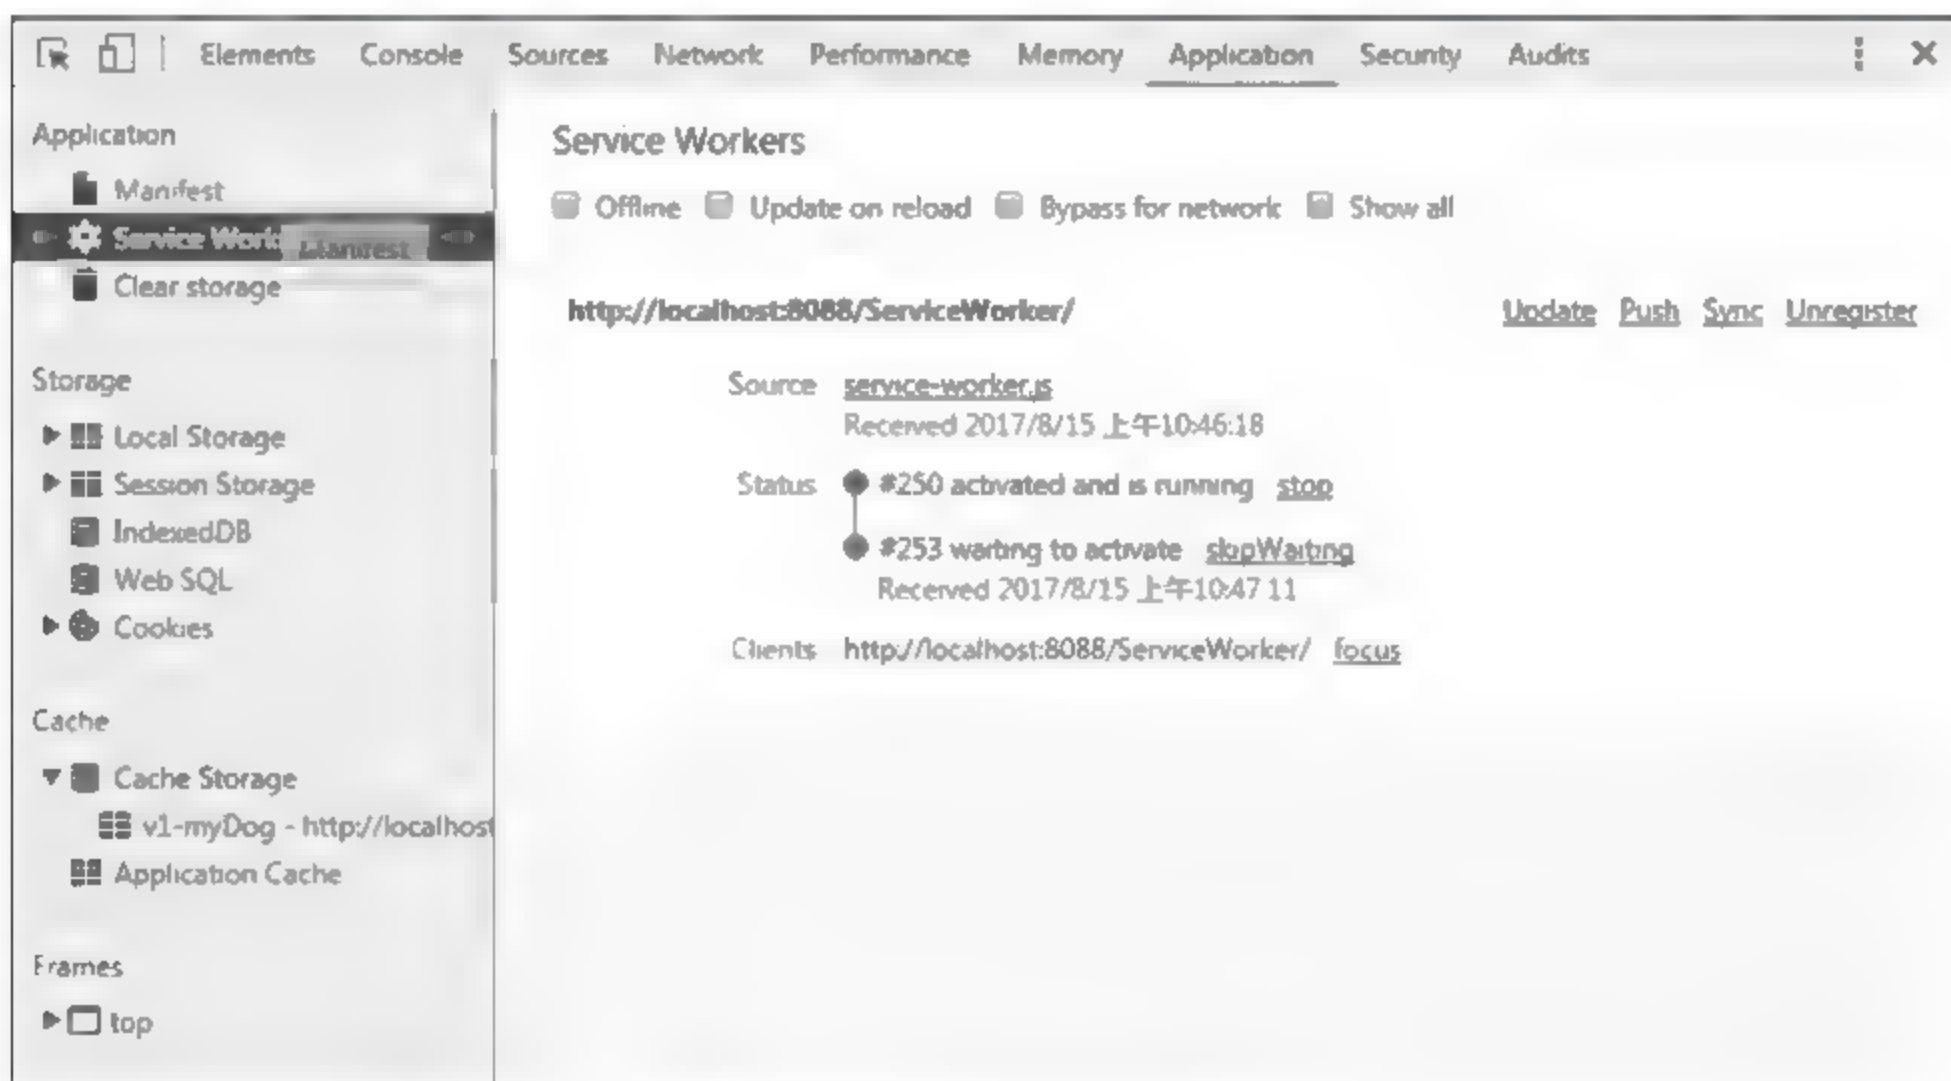 Elements Console Sources Network Performance Memory Application Security Audits
Application
Manifest
Service Work
Manifest
Clear storage
Storage
Local Storage
Session Storage
IndexedDB
Web SQL
Cookies
Cache
Cache Storage
v1-myDog - http://localhost
Application Cache
Frames
top
Service Workers
Offline Update on reload Bypass for network Show all
http://localhost:8088/ServiceWorker/ Update Push Sync Unregister
Source service-worker.js
Received 2017/8/15 上午10:46:18
Status #250 activated and is running stop
#253 waiting to activate skipWaiting
Received 2017/8/15 上午10:47:11
Clients http://localhost:8088/ServiceWorker/ focus